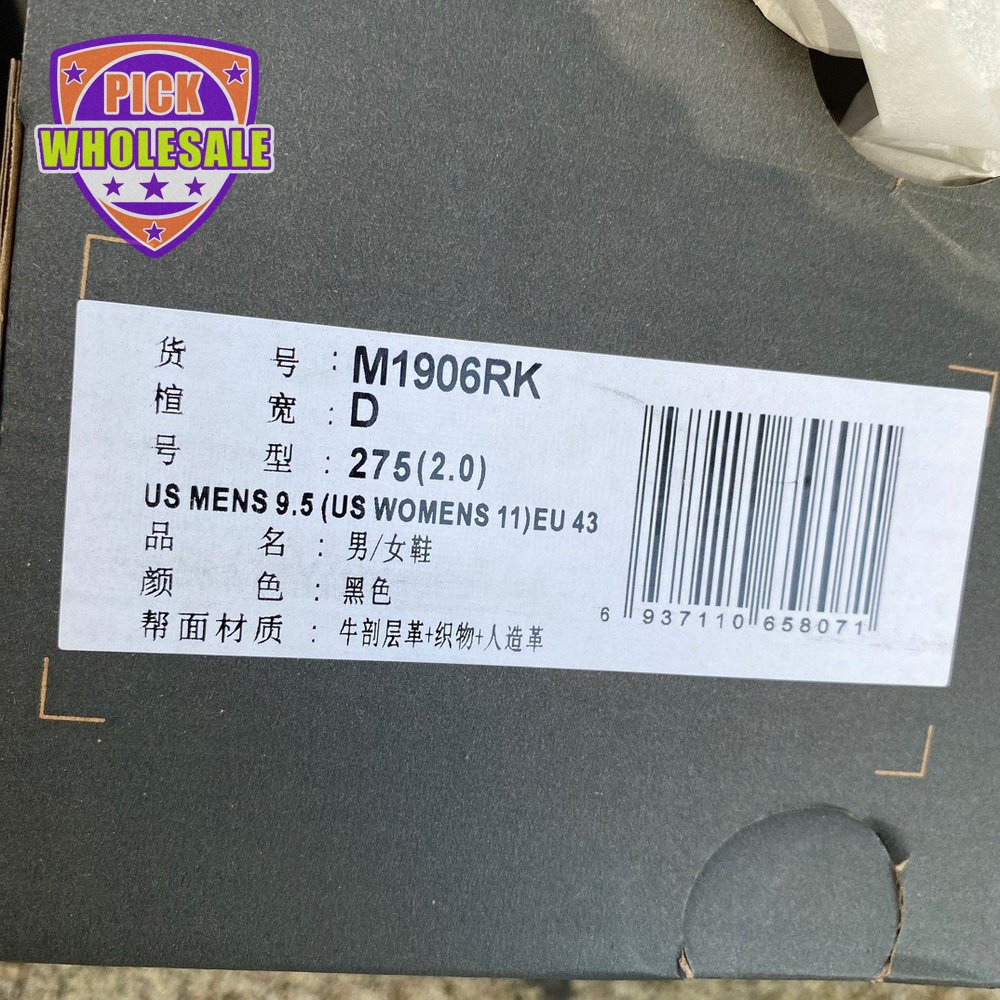 PICK
WHOLESALE
货 号 : M1906RK
楦 宽 : D
号 型 : 275(2.0)
US MENS 9.5 (US WOMENS 11)EU 43
品 名 : 男/女鞋
颜 色 : 黑色
帮面材质 : 牛剖层革+织物+人造革
6 937110 658071